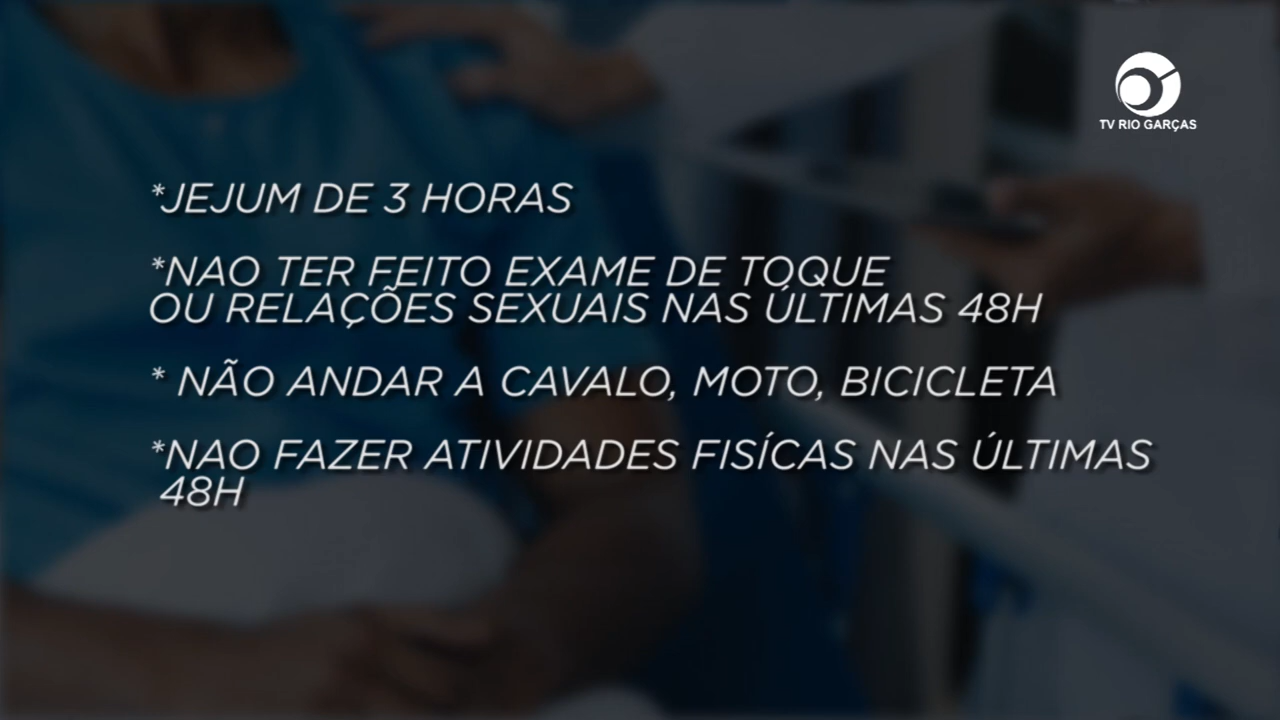 TV RIO GARÇAS
*JEJUM DE 3 HORAS
*NAO TER FEITO EXAME DE TOQUE
OU RELAÇÕES SEXUAIS NAS ÚLTIMAS 48H
* NÃO ANDAR A CAVALO, MOTO, BICICLETA
*NAO FAZER ATIVIDADES FISÍCAS NAS ÚLTIMAS
48H